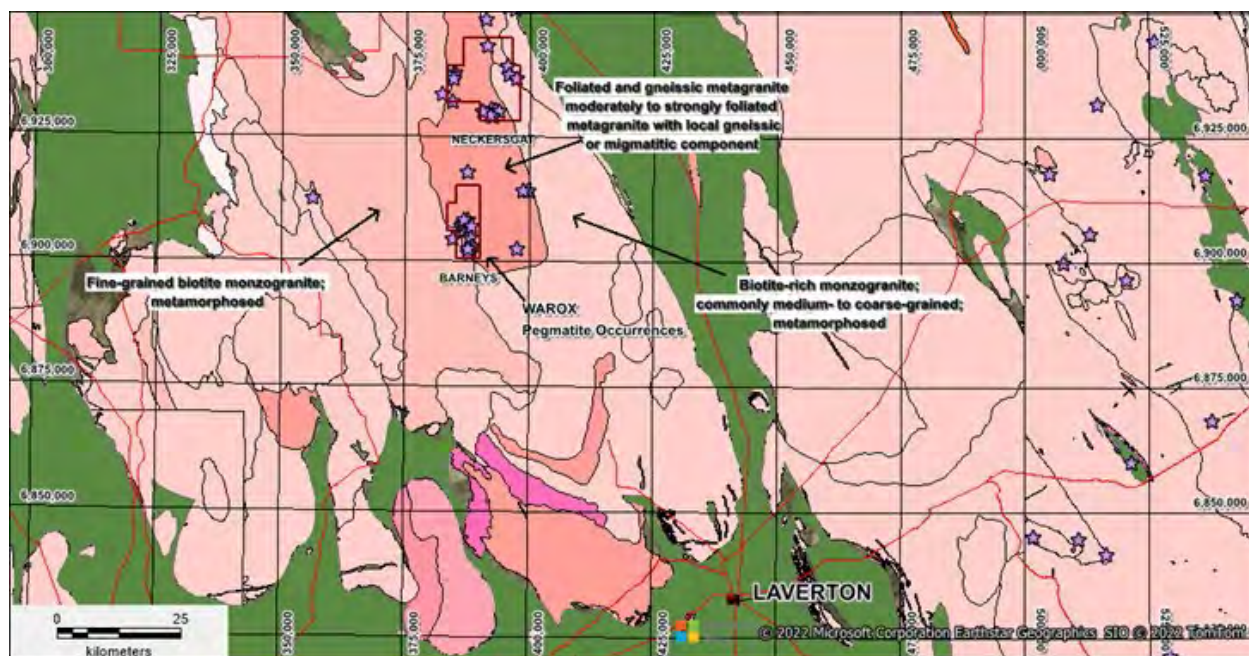 300,000
325,000
350,000
375,000
400,000
425,000
450,000
475,000
500,000
6,925,000
6,925,000
Foliated and gneissic metagranite
moderately to strongly foliated
metagranite with local gneissic
or migmatitic component
NECKERSGAT
6,900,000
6,900,000
BARNEYS
Fine-grained biotite monzogranite;
metamorphosed
Biotite-rich monzogranite;
commonly medium- to coarse-grained;
metamorphosed
WAROX
Pegmatite Occurrences
6,875,000
6,875,000
6,850,000
6,850,000
LAVERTON
0 25
kilometers
350,000
375,000
400,000
425,000
475,000
© 2022 Microsoft Corporation Earthstar Geographics SIO © 2022 TomTom